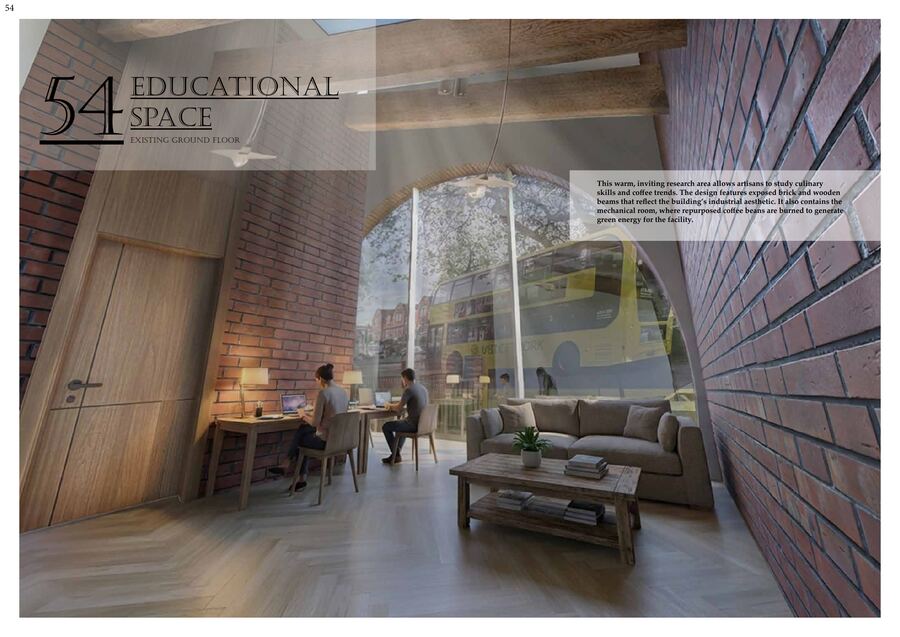 54
54
EDUCATIONAL
SPACE
EXISTING GROUND FLOOR
This warm, inviting research area allows artisans to study culinary
skills and coffee trends. The design features exposed brick and wooden
beams that reflect the building's industrial aesthetic. It also contains the
mechanical room, where repurposed coffee beans are burned to generate
green energy for the facility.